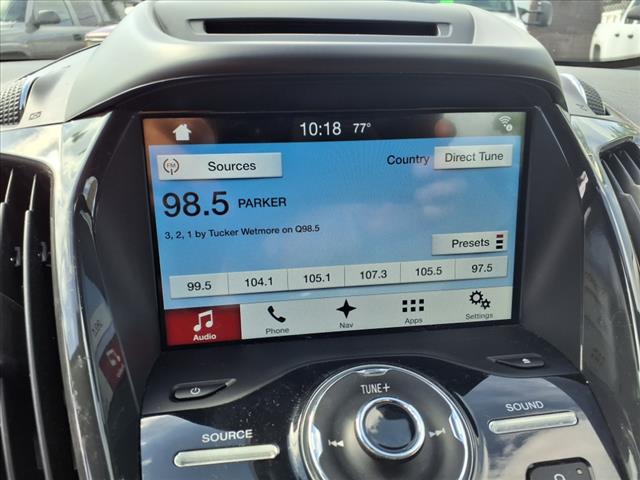 10:18 77°
FM Sources Country Direct Tune
98.5 PARKER
3, 2, 1 by Tucker Wetmore on Q98.5
Presets
99.5 104.1 105.1 107.3 105.5 97.5
Audio Phone Nav Apps Settings
TUNE+
SOURCE SOUND